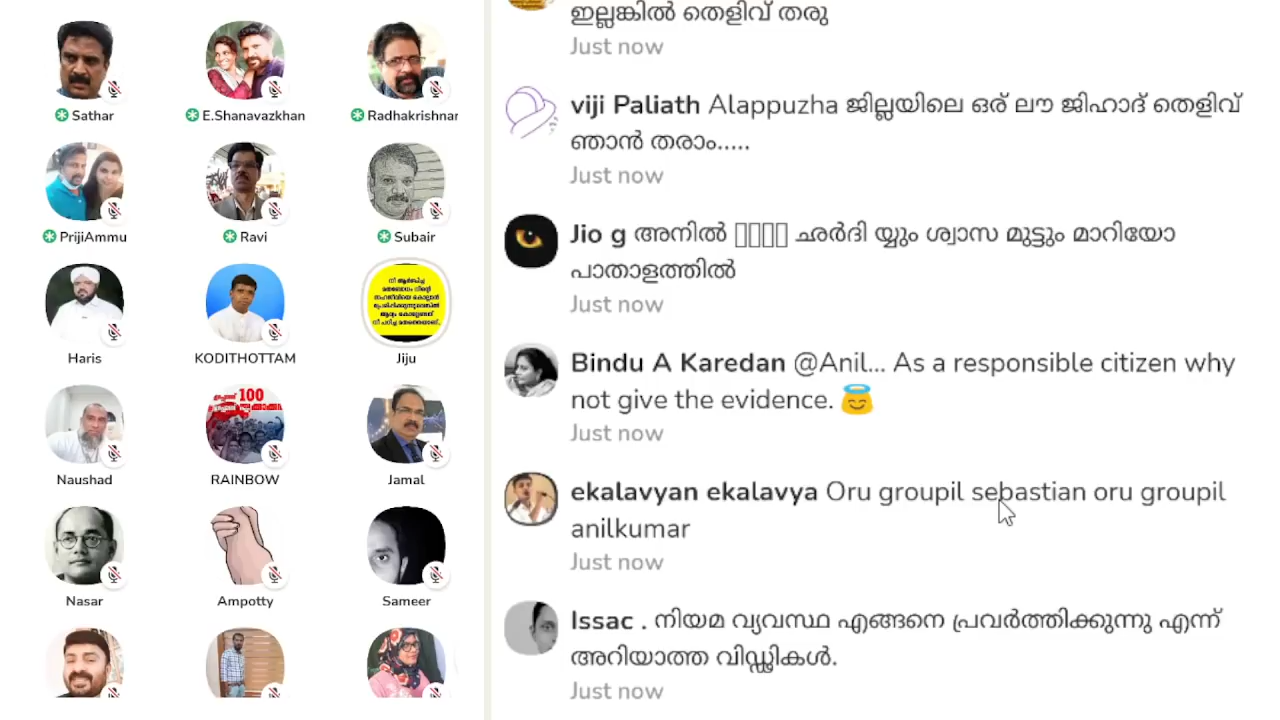 Sathar
E.Shanavazkhan
Radhakrishnar
PrijiAmmu
Ravi
Subair
Haris
KODITHOTTAM
Jiju
Naushad
RAINBOW
Jamal
Nasar
Ampotty
Sameer
100
ഇല്ലങ്കിൽ തെളിവ് തരു
Just now
viji Paliath Alappuzha ജില്ലയിലെ ഒര് ലൗ ജിഹാദ് തെളിവ്
ഞാൻ തരാം.....
Just now
Jio g അനിൽ ▯▯▯▯ ഛർദി യ്യും ശ്വാസ മുട്ടും മാറിയോ
പാതാളത്തിൽ
Just now
Bindu A Karedan @Anil... As a responsible citizen why
not give the evidence. 😇
Just now
ekalavyan ekalavya Oru groupil sebastian oru groupil
anilkumar
Just now
Issac . നിയമ വ്യവസ്ഥ എങ്ങനെ പ്രവർത്തിക്കുന്നു എന്ന്
അറിയാത്ത വിഡ്ഢികൾ.
Just now